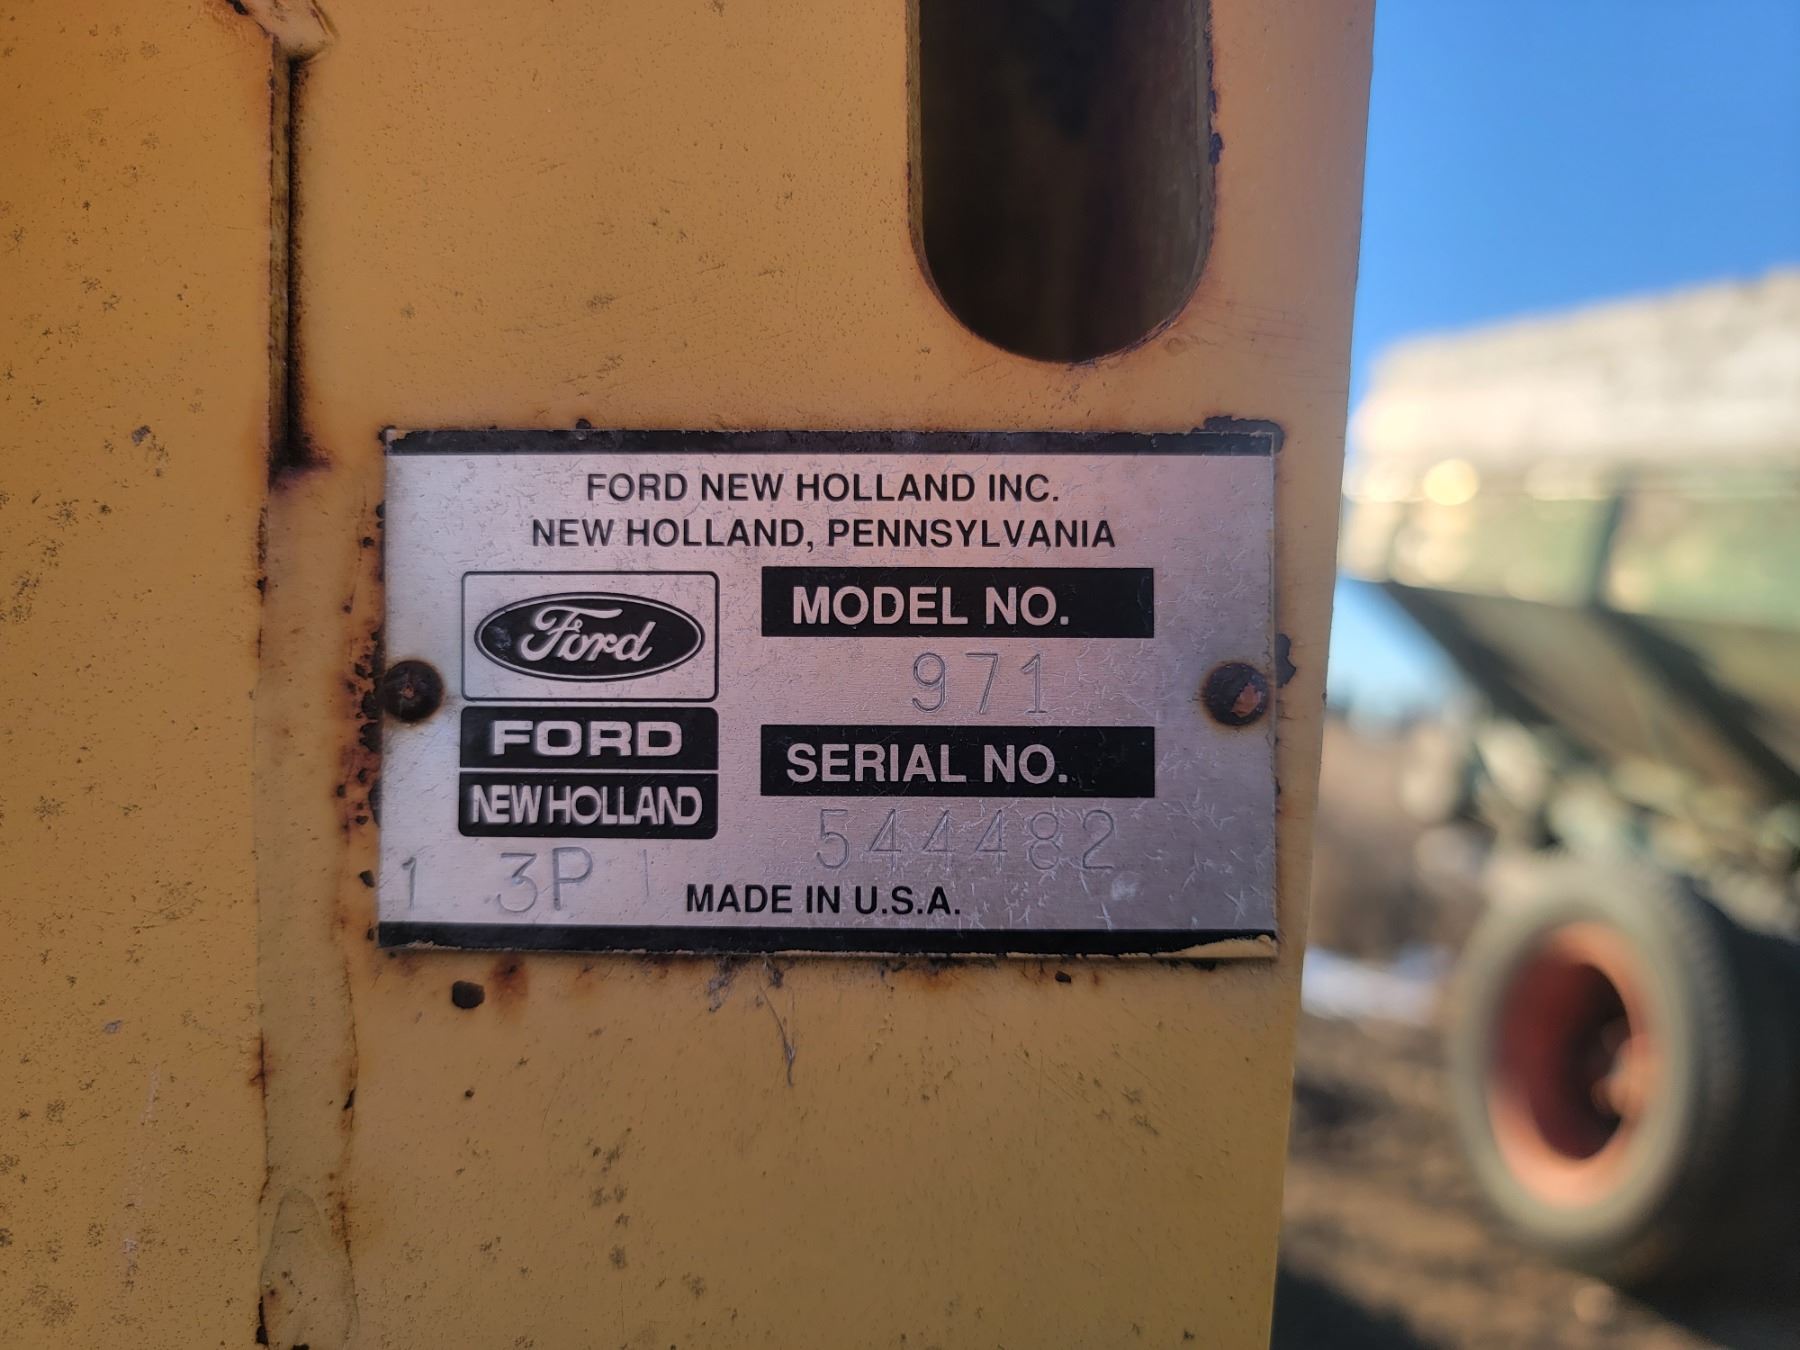 FORD NEW HOLLAND INC.
NEW HOLLAND, PENNSYLVANIA
Ford
FORD
NEW HOLLAND
MODEL NO.
971
SERIAL NO.
544482
1 3P 1
MADE IN U.S.A.